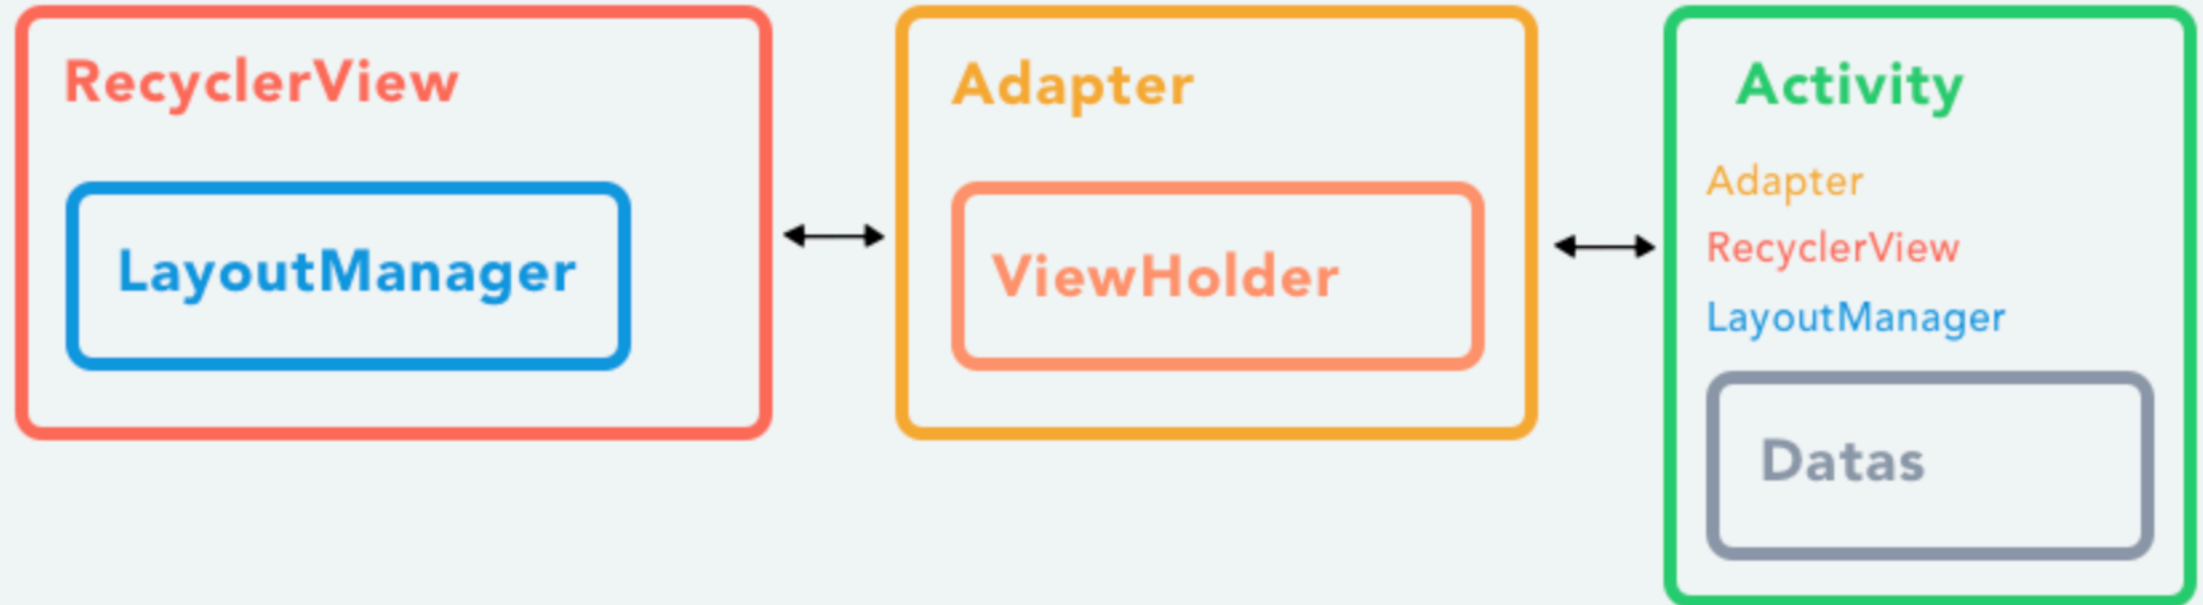 RecyclerView
LayoutManager
Adapter
ViewHolder
Activity
Adapter
RecyclerView
LayoutManager
Datas